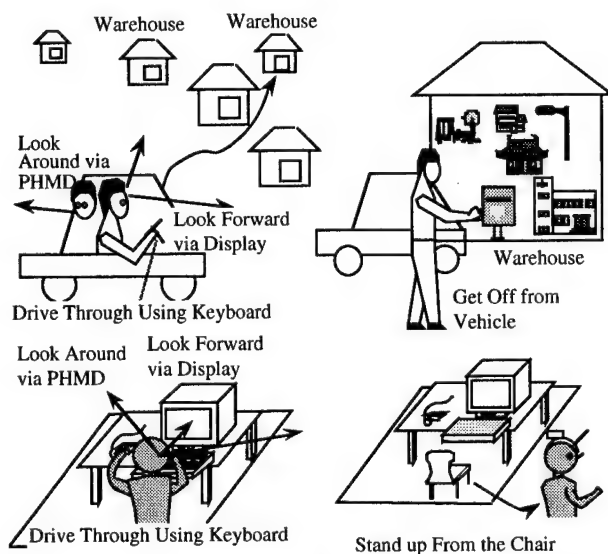 Warehouse
Warehouse
Look
Around via
PHMD
Look Forward
via Display
Drive Through Using Keyboard
Warehouse
Get Off from
Vehicle
Look Around
via PHMD
Look Forward
via Display
Drive Through Using Keyboard
Stand up From the Chair